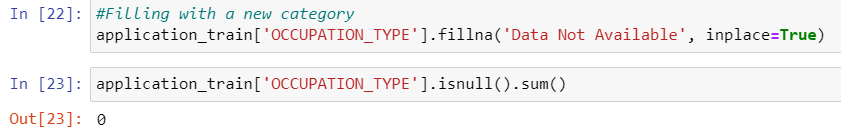 In [22]: #Filling with a new category
application_train['OCCUPATION_TYPE'].fillna('Data Not Available', inplace=True)
In [23]: application_train['OCCUPATION_TYPE'].isnull().sum()
Out[23]: 0